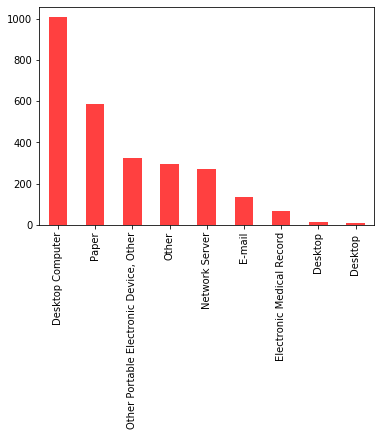 1000
800
600
400
200
0
Desktop Computer
Paper
Other Portable Electronic Device, Other
Other
Network Server
E-mail
Electronic Medical Record
Desktop
Desktop